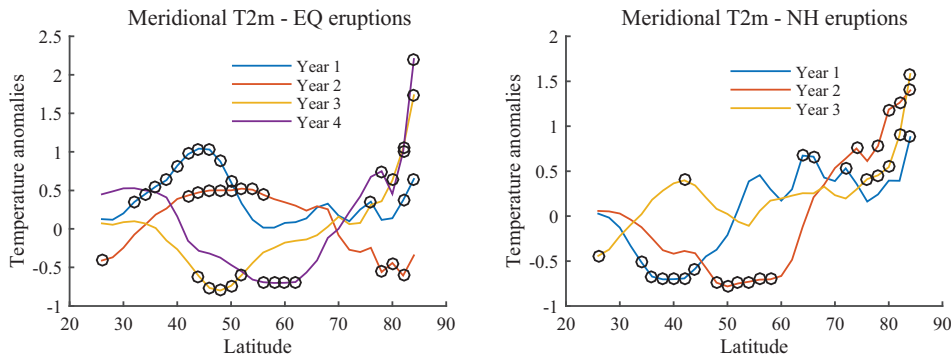 Meridional T2m - EQ eruptions
2.5
2
1.5
1
0.5
0
-0.5
-1
Temperature anomalies
Year 1
Year 2
Year 3
Year 4
20 30 40 50 60 70 80 90
Latitude
Meridional T2m - NH eruptions
2
1.5
1
0.5
0
-0.5
-1
Temperature anomalies
Year 1
Year 2
Year 3
20 30 40 50 60 70 80 90
Latitude